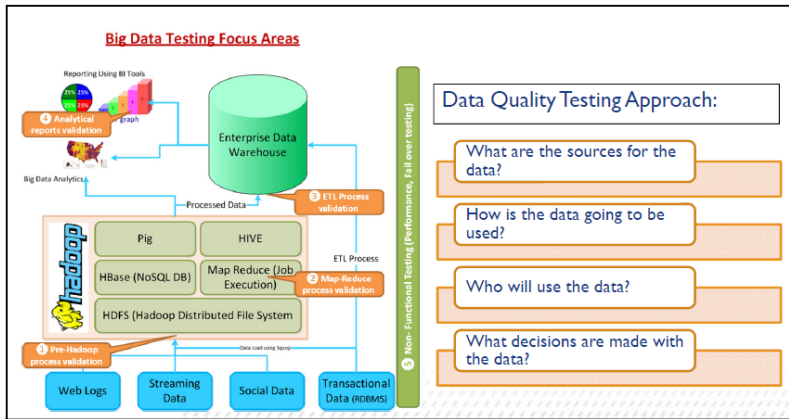 Big Data Testing Focus Areas
Reporting Using BI Tools
25% 25%
25% 25%
4 Analytical
reports validation
graph
Big Data Analytics
Enterprise Data
Warehouse
Processed Data
3 ETL Process
validation
ETL
Process
hadoop
Pig
HIVE
HBase (NoSQL DB)
Map Reduce (Job
Execution)
2 Map-Reduce
process validation
HDFS (Hadoop Distributed File System
1 Pre-Hadoop
process validation
Data Load using Sqoop
Web Logs
Streaming
Data
Social Data
Transactional
Data (RDBMS)
5 Non- Functional Testing (Performance, Fail over testing)
Data Quality Testing Approach:
What are the sources for the
data?
How is the data going to be
used?
Who will use the data?
What decisions are made with
the data?